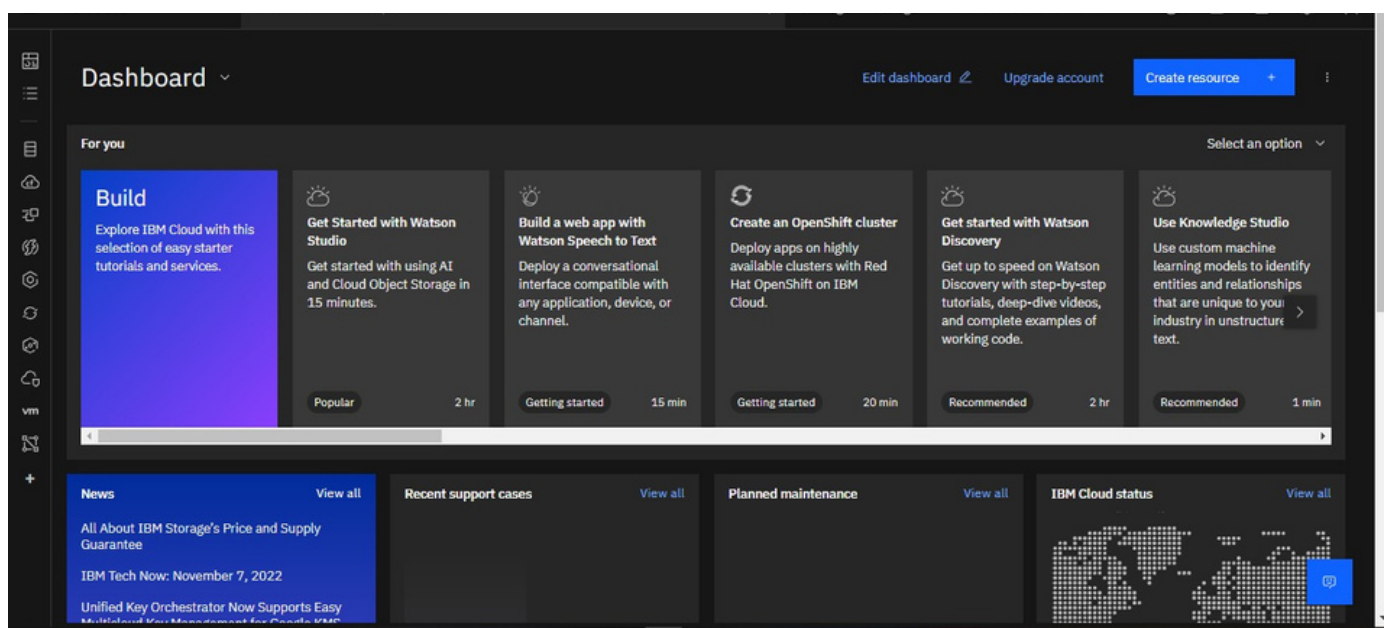 Dashboard
Edit dashboard
Upgrade account
Create resource +
For you
Select an option
Build
Explore IBM Cloud with this
selection of easy starter
tutorials and services.
Get Started with Watson
Studio
Get started with using AI
and Cloud Object Storage in
15 minutes.
Popular 2 hr
Build a web app with
Watson Speech to Text
Deploy a conversational
interface compatible with
any application, device, or
channel.
Getting started 15 min
Create an OpenShift cluster
Deploy apps on highly
available clusters with Red
Hat OpenShift on IBM
Cloud.
Getting started 20 min
Get started with Watson
Discovery
Get up to speed on Watson
Discovery with step-by-step
tutorials, deep-dive videos,
and complete examples of
working code.
Recommended 2 hr
Use Knowledge Studio
Use custom machine
learning models to identify
entities and relationships
that are unique to your
industry in
text.
Recommended 1 min
vm
News View all
All About IBM Storage's Price and Supply
Guarantee
IBM Tech Now: November 7, 2022
Unified Key Orchestrator Now Supports Easy
Multicloud Key Management for Google KMS
Recent support cases View all
Planned maintenance View all
IBM Cloud status View all